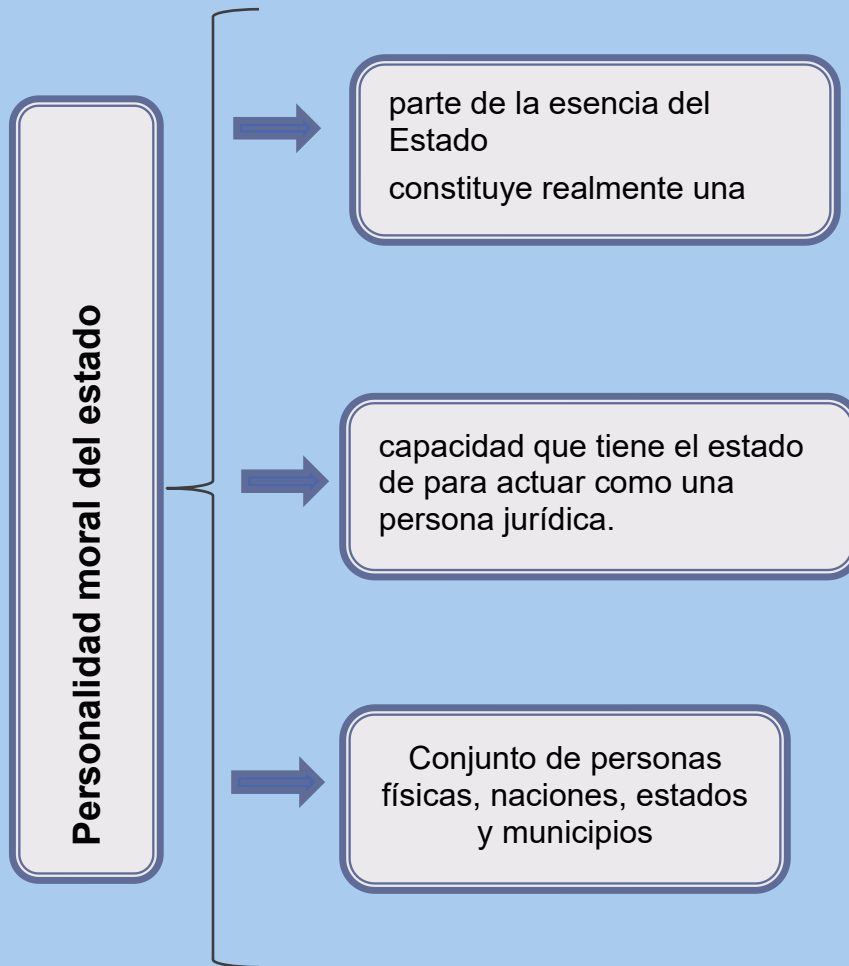 Personalidad moral del estado
parte de la esencia del
Estado
constituye realmente una
capacidad que tiene el estado
de para actuar como una
persona jurídica.
Conjunto de personas
físicas, naciones, estados
y municipios